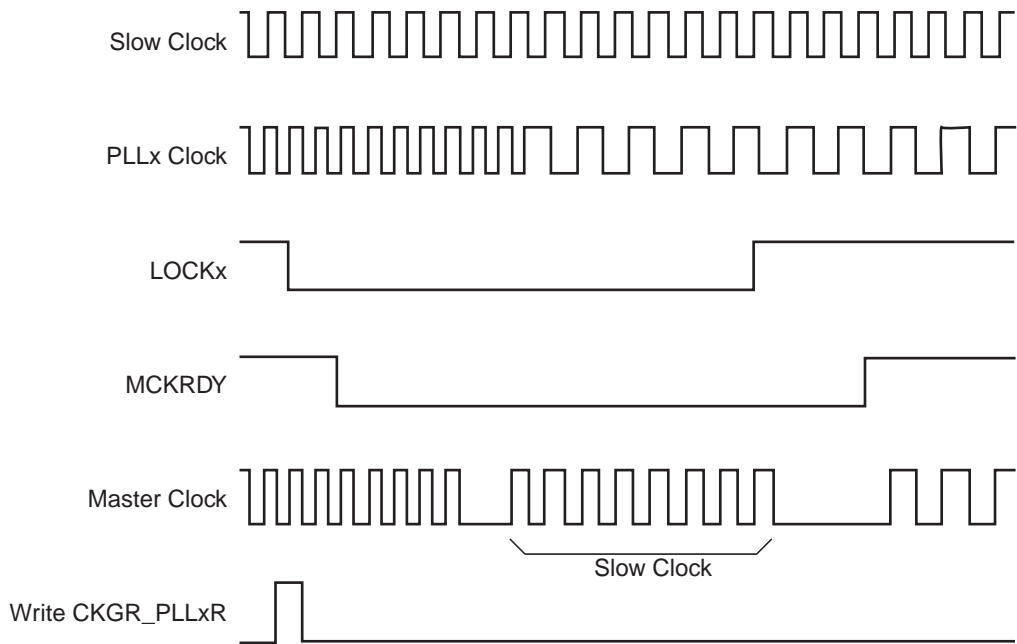 Slow Clock
PLLx Clock
LOCKx
MCKRDY
Master Clock
Slow Clock
Write CKGR_PLLxR